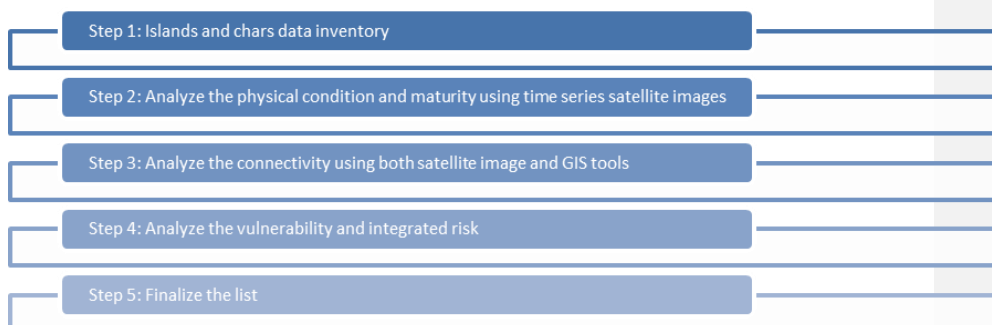 Step 1: Islands and chars data inventory
Step 2: Analyze the physical condition and maturity using time series satellite images
Step 3: Analyze the connectivity using both satellite image and GIS tools
Step 4: Analyze the vulnerability and integrated risk
Step 5: Finalize the list